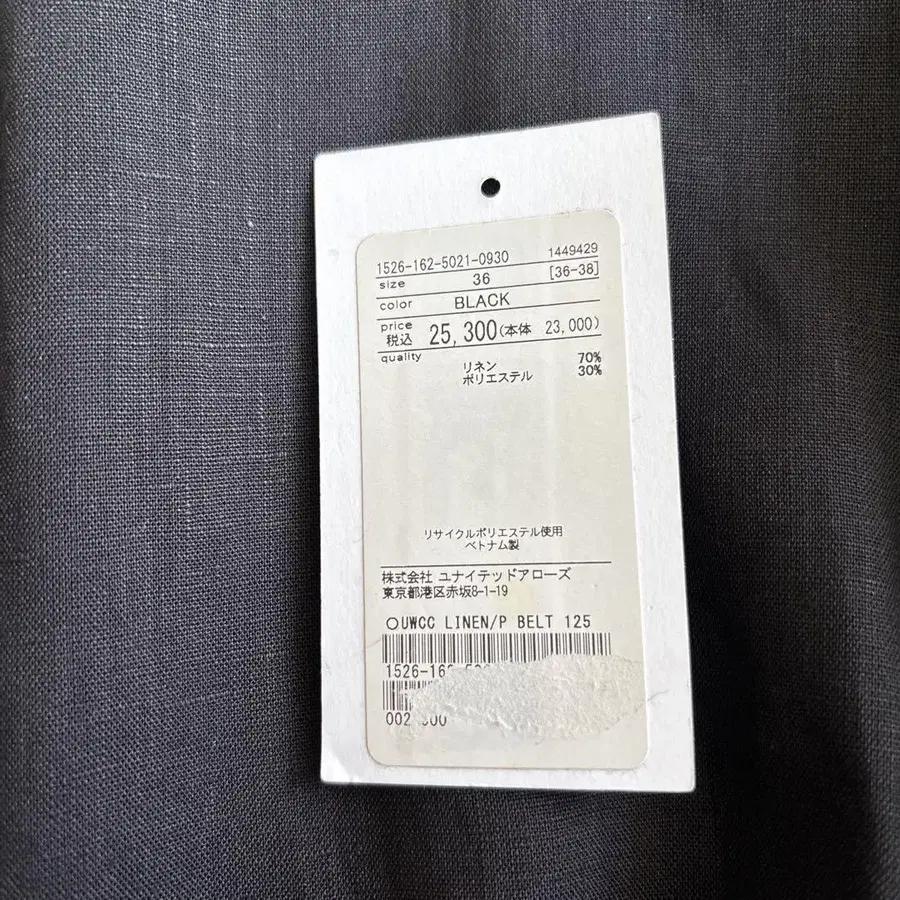 1526-162-5021-0930 1449429
size 36 [36-38]
color BLACK
price
税込 25,300(本体 23,000)
quality
リネン 70%
ポリエステル 30%
リサイクルポリエステル使用
ベトナム製
株式会社 ユナイテッドアローズ
東京都港区赤坂8-1-19
○UWCC LINEN/P BELT 125